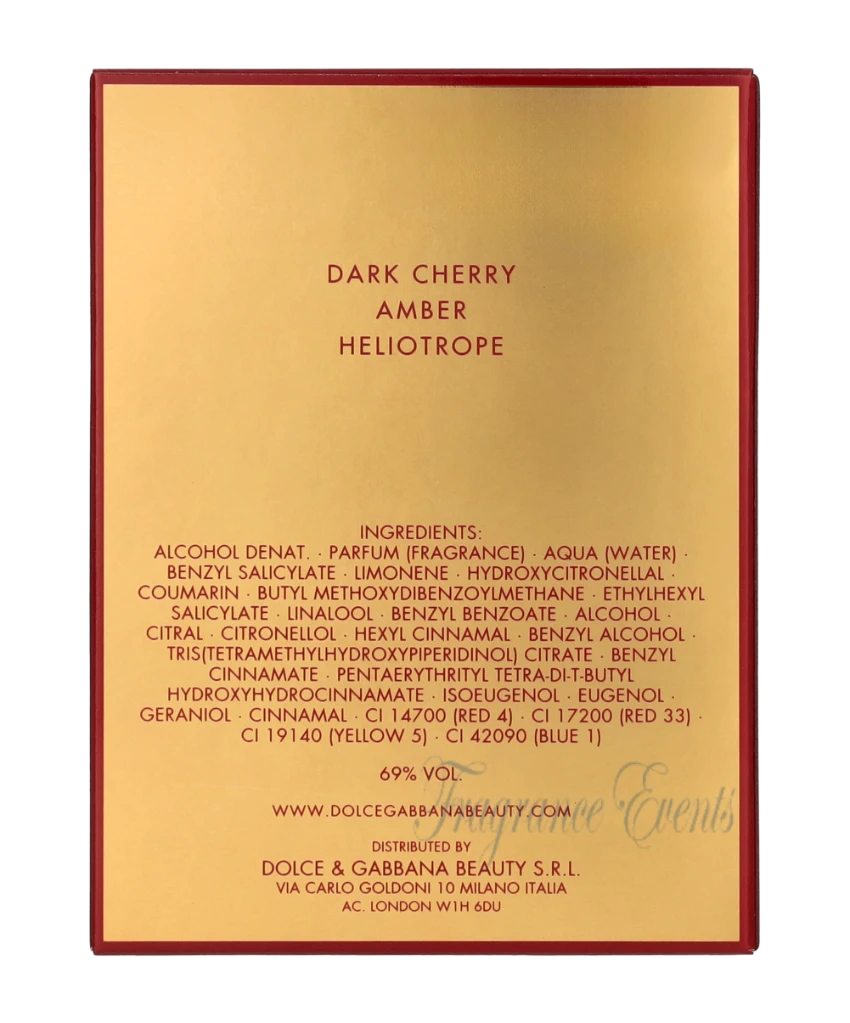 DARK CHERRY
AMBER
HELIOTROPE
INGREDIENTS:
ALCOHOL DENAT. · PARFUM (FRAGRANCE) · AQUA (WATER) ·
BENZYL SALICYLATE · LIMONENE · HYDROXYCITRONELLAL ·
COUMARIN · BUTYL METHOXYDIBENZOYLMETHANE · ETHYLHEXYL
SALICYLATE · LINALOOL · BENZYL BENZOATE · ALCOHOL ·
CITRAL · CITRONELLOL · HEXYL CINNAMAL · BENZYL ALCOHOL ·
TRIS(TETRAMETHYLHYDROXYPIPERIDINOL) CITRATE · BENZYL
CINNAMATE · PENTAERYTHRITYL TETRA-DI-T-BUTYL
HYDROXYHYDROCINNAMATE · ISOEUGENOL · EUGENOL ·
GERANIOL · CINNAMAL · CI 14700 (RED 4) · CI 17200 (RED 33) ·
CI 19140 (YELLOW 5) · CI 42090 (BLUE 1)
69% VOL.
Fragrance Events
WWW.DOLCEGABBANABEAUTY.COM
DISTRIBUTED BY
DOLCE & GABBANA BEAUTY S.R.L.
VIA CARLO GOLDONI 10 MILANO ITALIA
AC. LONDON W1H 6DU